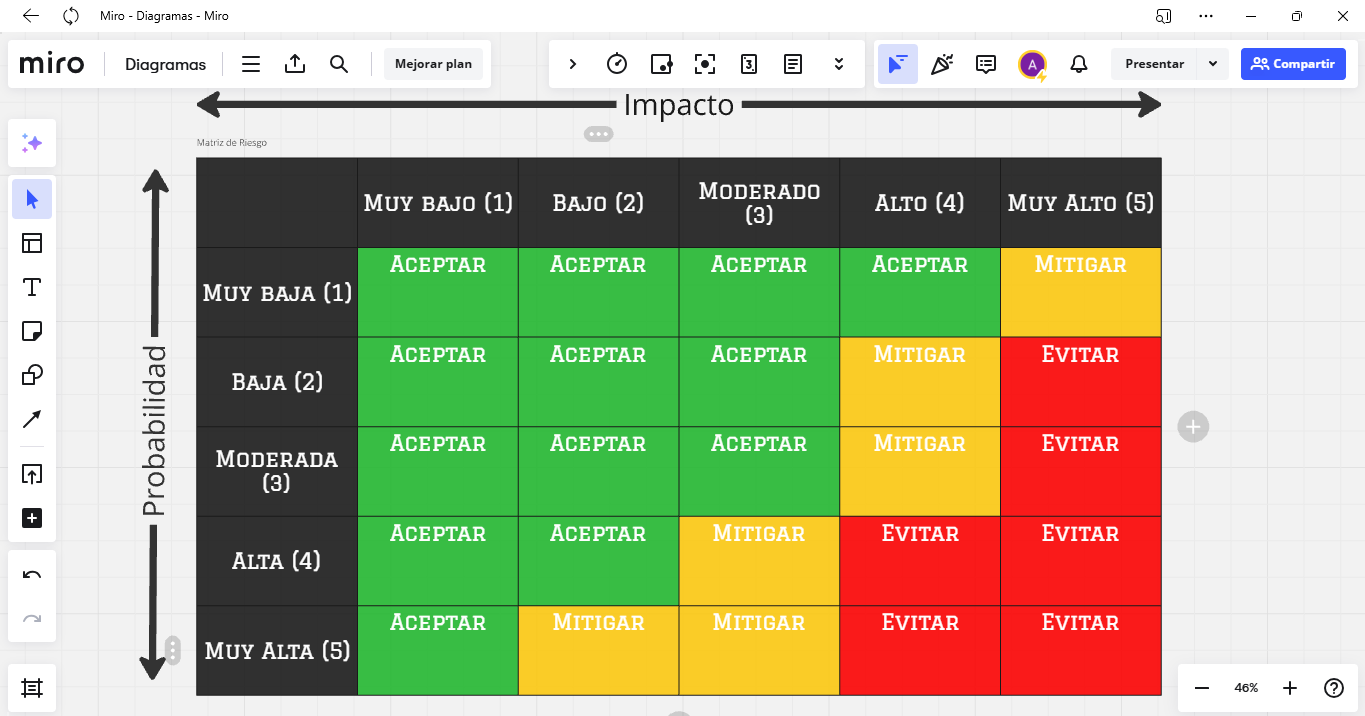 Miro - Diagramas - Miro
miro
Diagramas
Mejorar plan
3
A
Presentar
Compartir
Impacto
Matriz de Riesgo
Probabilidad
Muy bajo (1)
Bajo (2)
Moderado
(3)
Alto (4)
Muy Alto (5)
Muy baja (1)
Aceptar
Aceptar
Aceptar
Aceptar
Mitigar
Baja (2)
Aceptar
Aceptar
Aceptar
Mitigar
Evitar
Moderada
(3)
Aceptar
Aceptar
Aceptar
Mitigar
Evitar
Alta (4)
Aceptar
Aceptar
Mitigar
Evitar
Evitar
Muy Alta (5)
Aceptar
Mitigar
Mitigar
Evitar
Evitar
46%